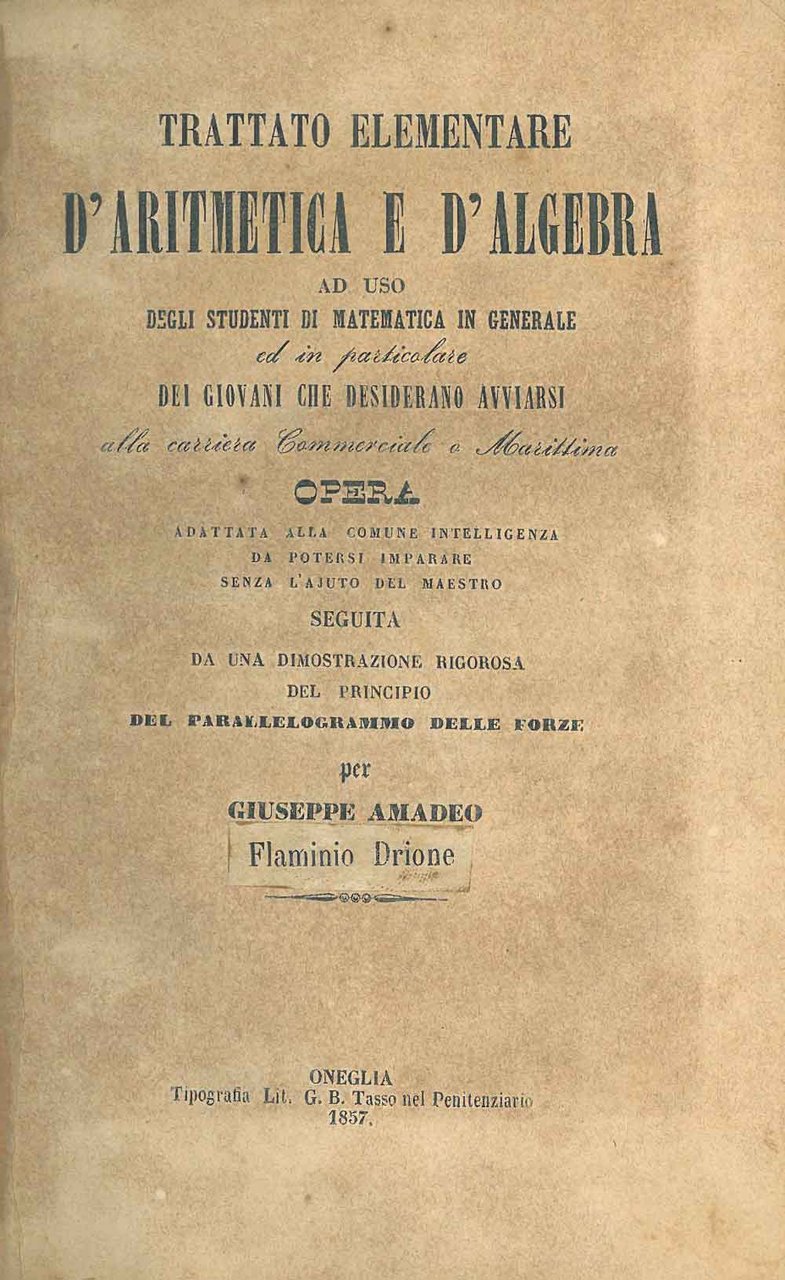 TRATTATO ELEMENTARE
D'ARITMETICA E D'ALGEBRA
AD USO
DEGLI STUDENTI DI MATEMATICA IN GENERALE
ed in particolare
DEI GIOVANI CHE DESIDERANO AVVIARSI
alla carriera Commerciale o Marittima
OPERA
ADATTATA ALLA COMUNE INTELLIGENZA
DA POTERSI IMPARARE
SENZA L'AJUTO DEL MAESTRO
SEGUITA
DA UNA DIMOSTRAZIONE RIGOROSA
DEL PRINCIPIO
DEL PARALLELOGRAMMO DELLE FORZE
per
GIUSEPPE AMADEO
Flaminio Drione
ONEGLIA
Tipografia Lit. G. B. Tasso nel Penitenziario
1857.